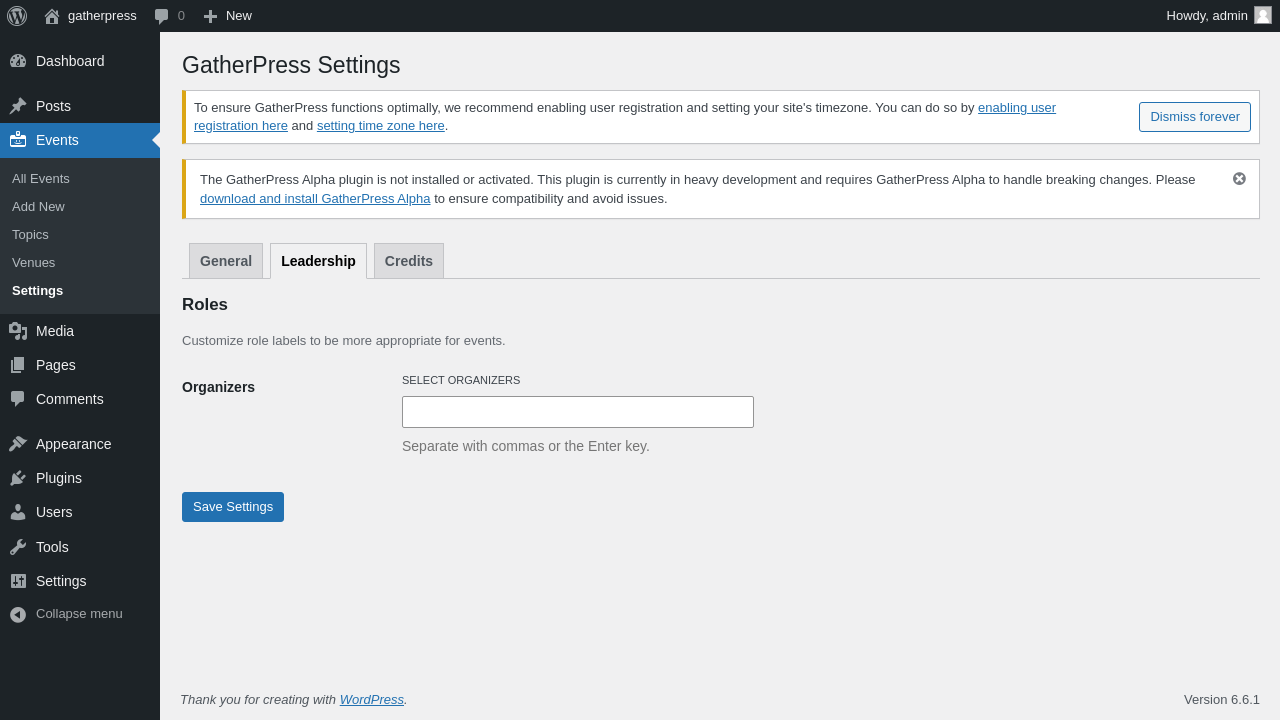 gatherpress
0
New
Howdy, admin
Dashboard
Posts
Events
All Events
Add New
Topics
Venues
Settings
Media
Pages
Comments
Appearance
Plugins
Users
Tools
Settings
Collapse menu
GatherPress Settings
To ensure GatherPress functions optimally, we recommend enabling user registration and setting your site's timezone. You can do so by enabling user
registration here and setting time zone here.
Dismiss forever
The GatherPress Alpha plugin is not installed or activated. This plugin is currently in heavy development and requires GatherPress Alpha to handle breaking changes. Please
download and install GatherPress Alpha to ensure compatibility and avoid issues.
General
Leadership
Credits
Roles
Customize role labels to be more appropriate for events.
Organizers
SELECT ORGANIZERS
Separate with commas or the Enter key.
Save Settings
Thank you for creating with WordPress.
Version 6.6.1